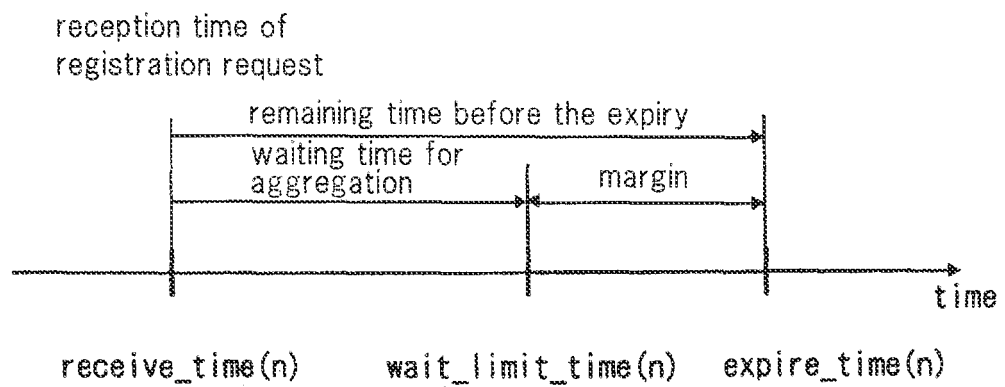 reception time of
registration request
remaining time before the expiry
waiting time for
aggregation
margin
time
receive_time(n)
wait_limit_time(n)
expire_time(n)